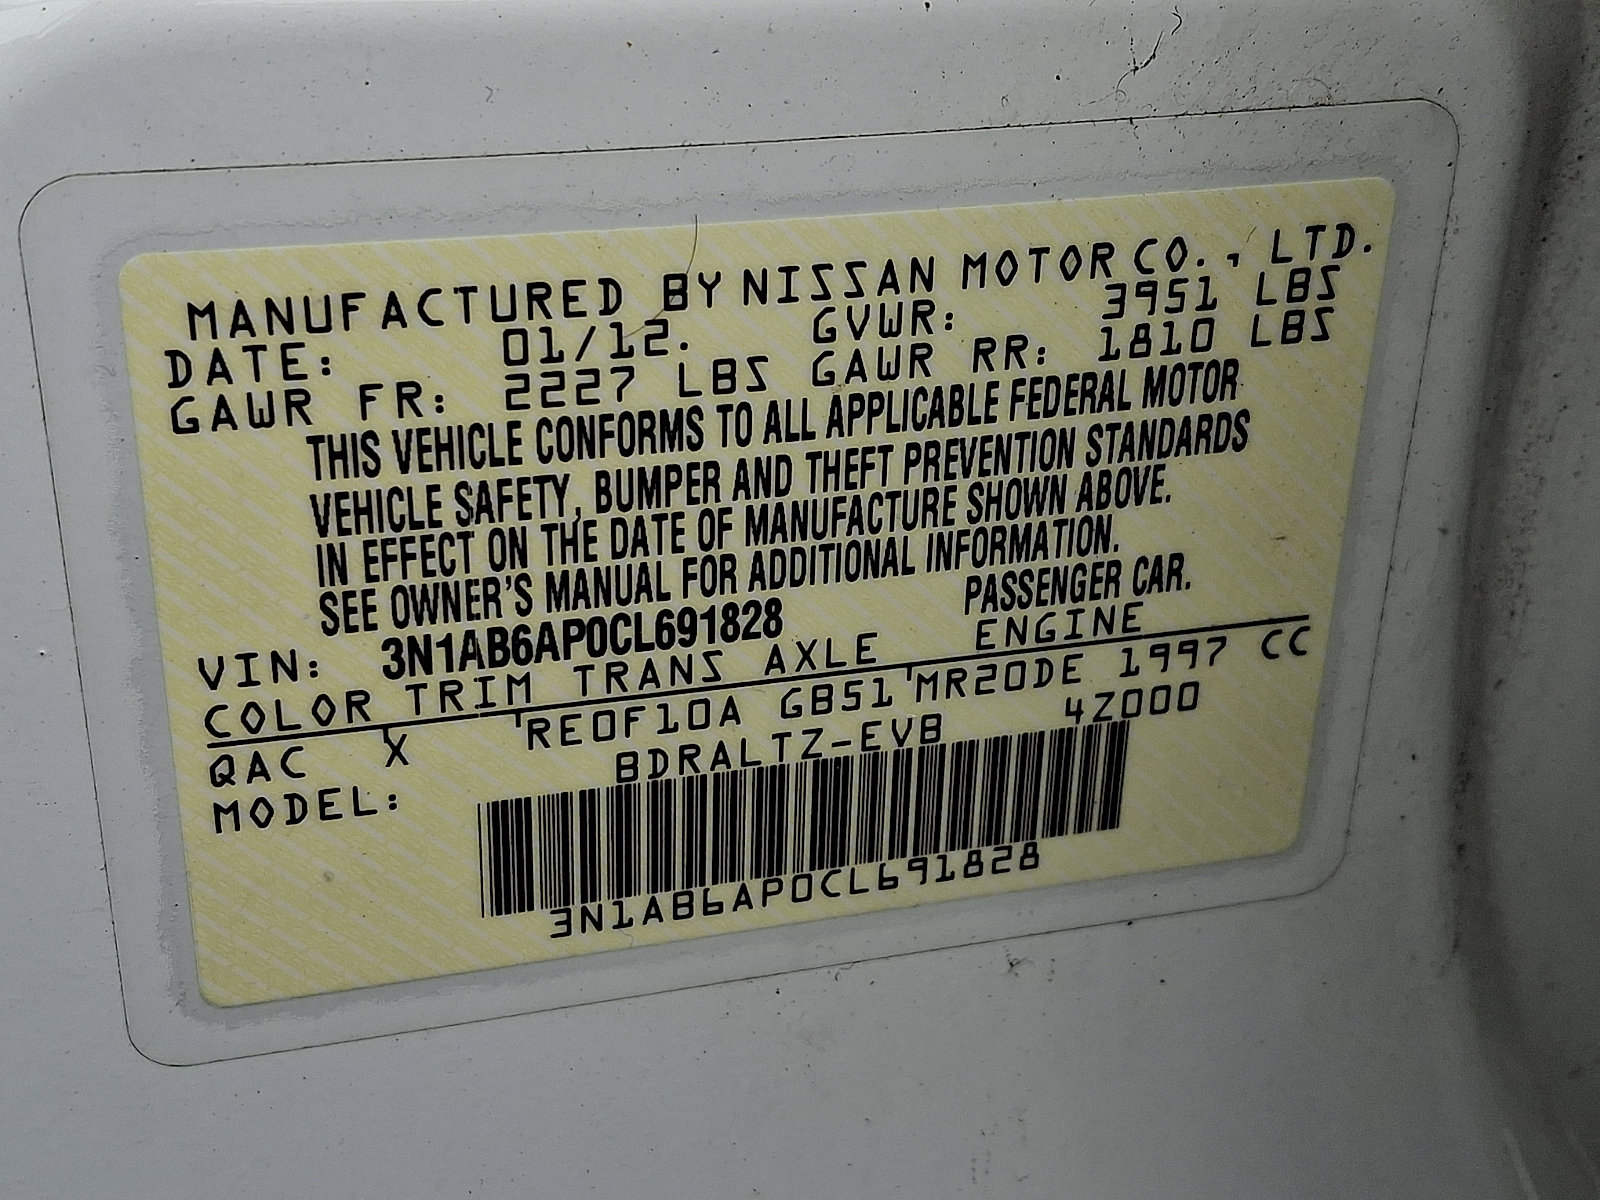 MANUFACTURED BY NISSAN MOTOR CO., LTD.
DATE: 01/12. GVWR: 3951 LBS
GAWR FR: 2227 LBS GAWR RR: 1810 LBS
THIS VEHICLE CONFORMS TO ALL APPLICABLE FEDERAL MOTOR
VEHICLE SAFETY, BUMPER AND THEFT PREVENTION STANDARDS
IN EFFECT ON THE DATE OF MANUFACTURE SHOWN ABOVE.
SEE OWNER'S MANUAL FOR ADDITIONAL INFORMATION.
VIN: 3N1AB6AP0CL691828 PASSENGER CAR.
COLOR TRIM TRANS AXLE ENGINE
QAC X RE0F10A GB51 MR20DE 1997 CC
MODEL: BDRALTZ-EVB 4Z000
3N1AB6AP0CL691828